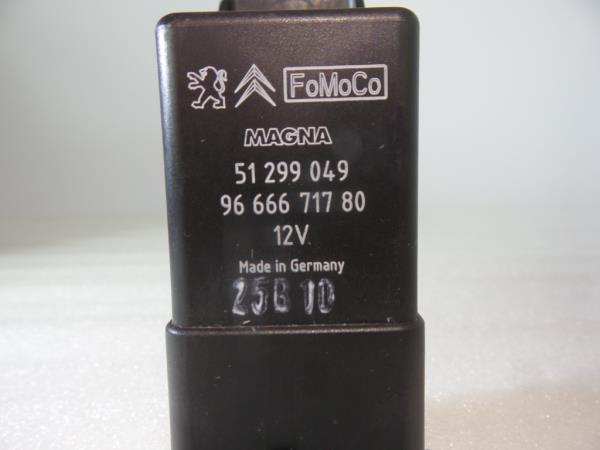 FoMoCo
MAGNA
51 299 049
96 666 717 80
12V
Made in Germany
25B 10